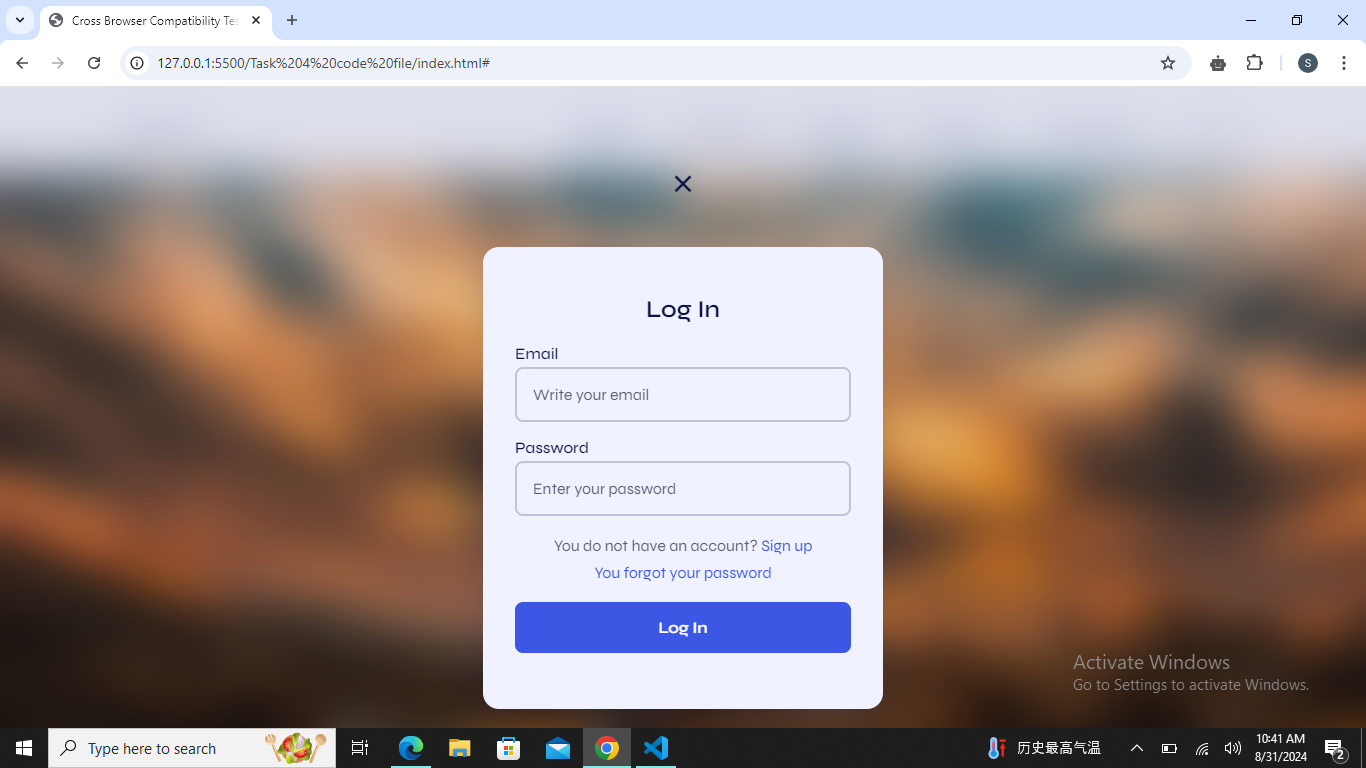 Cross Browser Compatibility Tes
127.0.0.1:5500/Task%204%20code%20file/index.html#
S
Log In
Email
Write your email
Password
Enter your password
You do not have an account? Sign up
You forgot your password
Log In
Activate Windows
Go to Settings to activate Windows.
Type here to search
历史最高气温
10:41 AM
8/31/2024
2